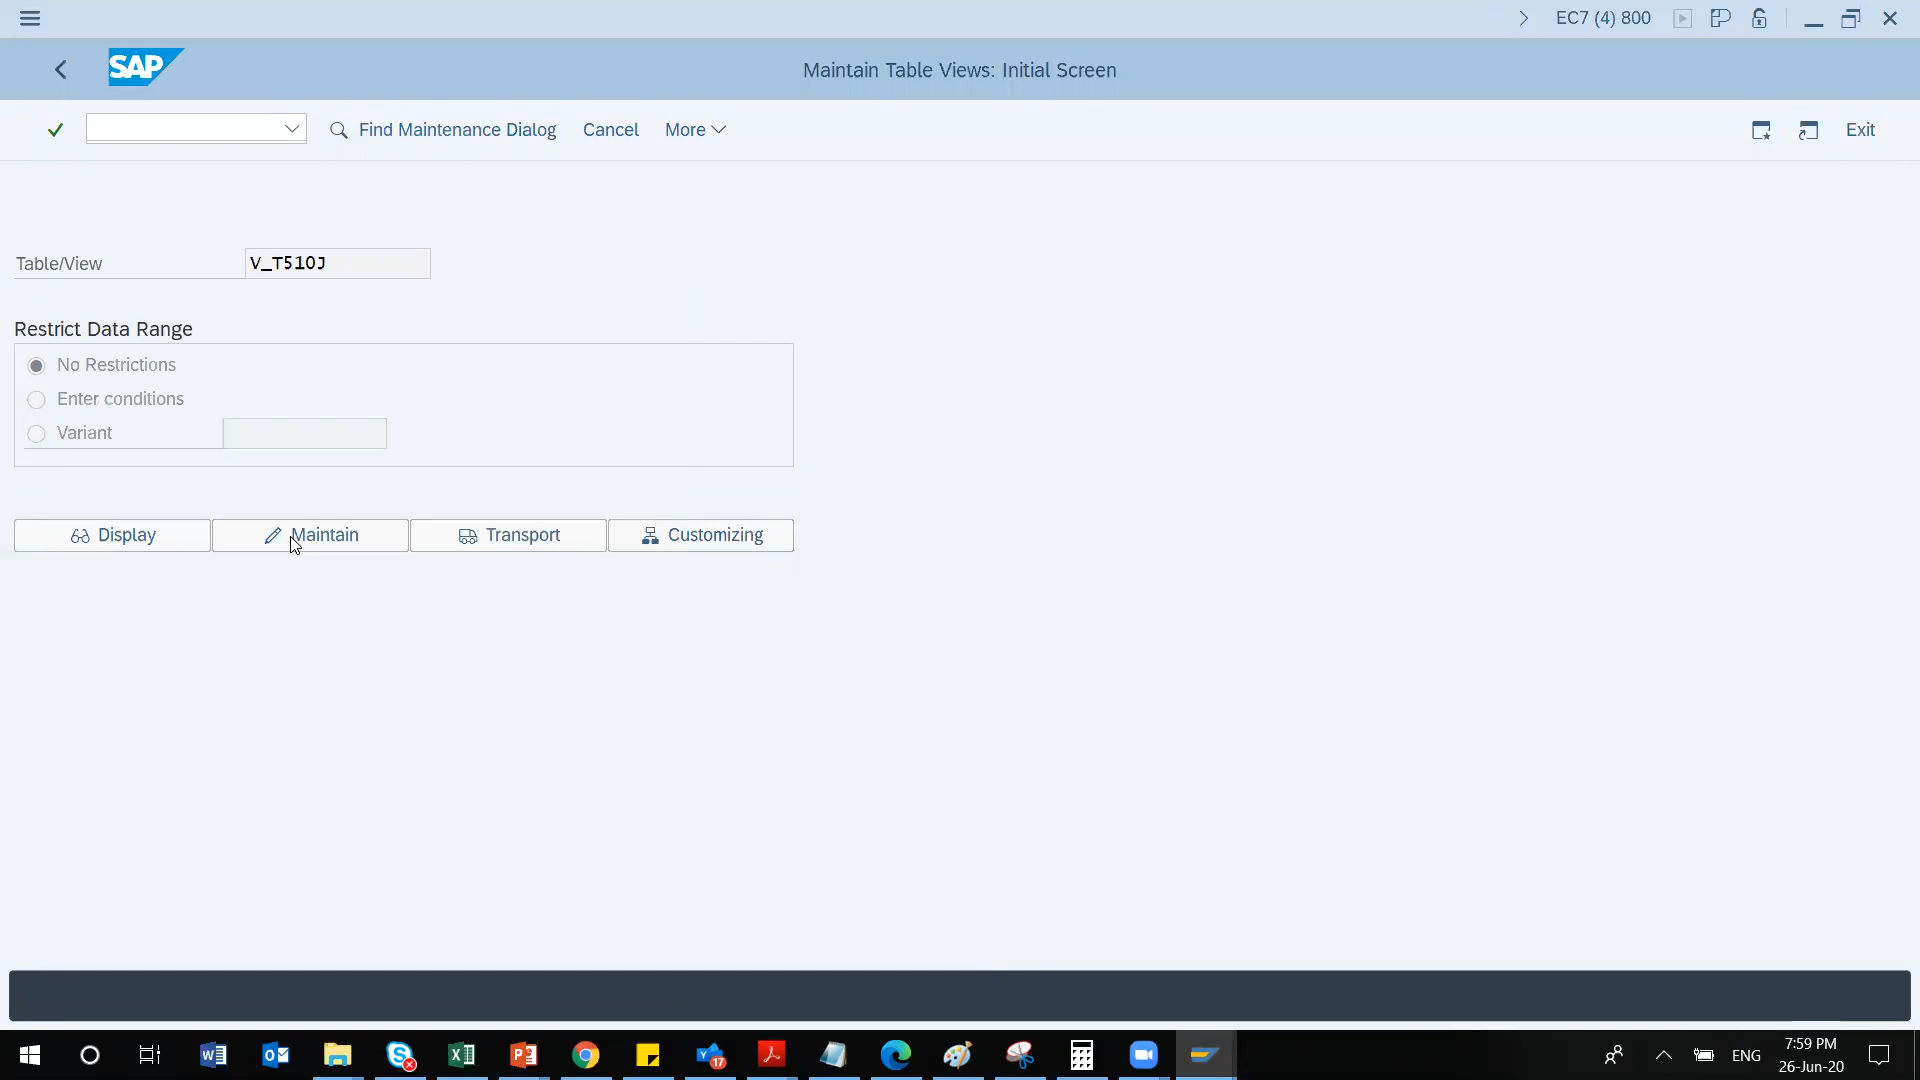 EC7 (4) 800
SAP
Maintain Table Views: Initial Screen
Find Maintenance Dialog Cancel More Exit
Table/View V_T510J
Restrict Data Range
No Restrictions
Enter conditions
Variant
Display Maintain Transport Customizing
17
ENG
7:59 PM
26-Jun-20